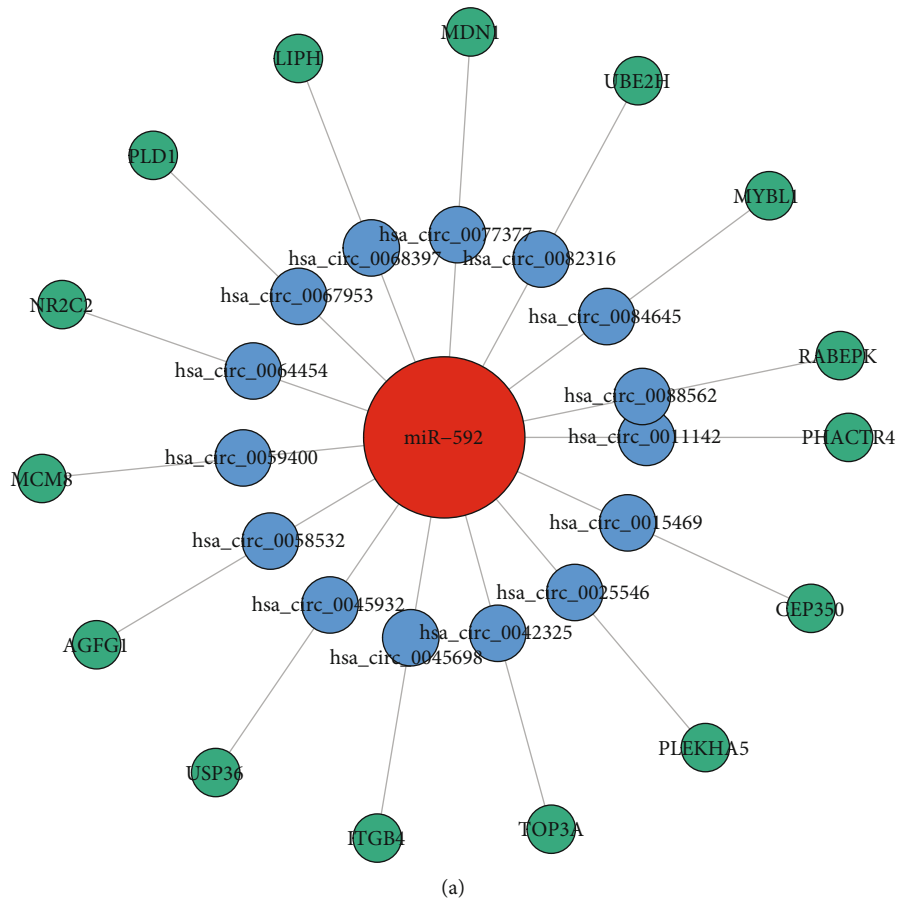 MDN1
LIPH
UBE2H
PLD1
MYBL1
hsa_circ_0077377
hsa_circ_0068397
hsa_circ_0082316
hsa_circ_0067953
NR2C2
hsa_circ_0084645
RABEPK
hsa_circ_0064454
hsa_circ_0088562
miR–592
hsa_circ_0011142
PHACTR4
hsa_circ_0059400
MCM8
hsa_circ_0015469
hsa_circ_0058532
hsa_circ_0025546
hsa_circ_0045932
CEP350
hsa_circ_0042325
AGFG1
hsa_circ_0045698
PLEKHA5
USP36
TOP3A
ITGB4
(a)